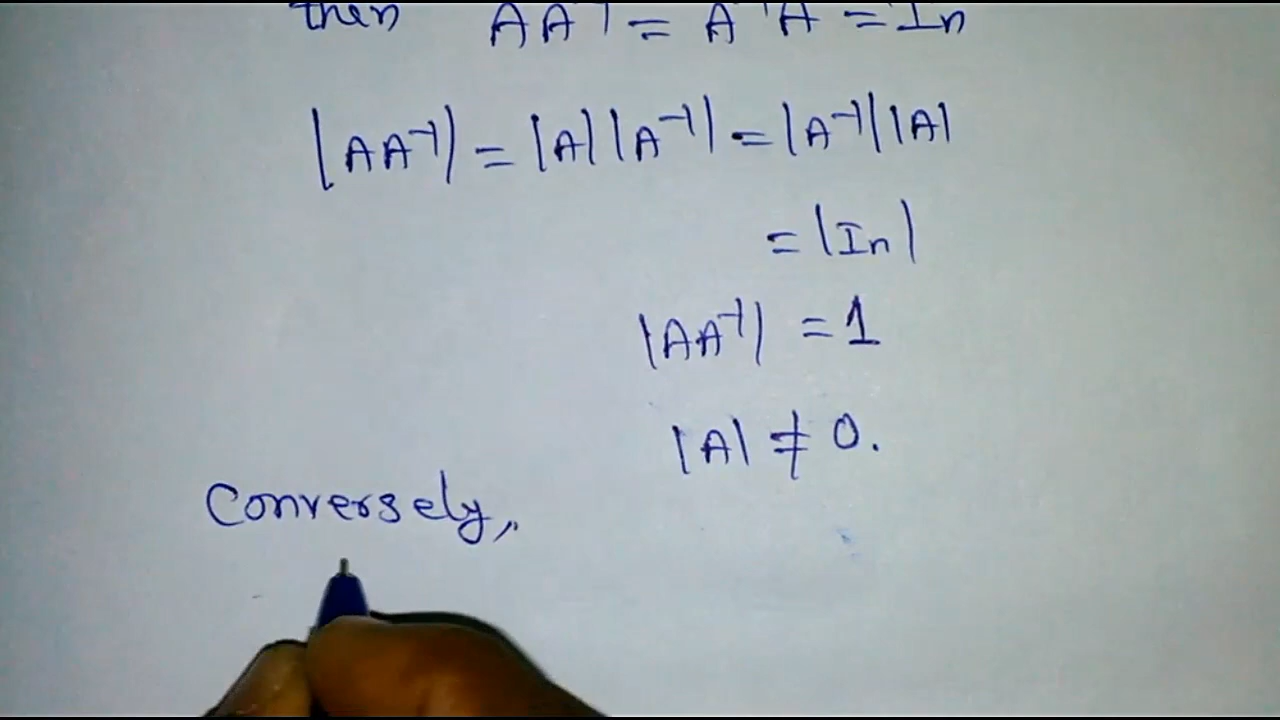 then AA⁻¹ = A⁻¹A = In
|AA⁻¹| = |A||A⁻¹| = |A⁻¹||A|
= |In|
|AA⁻¹| = 1
|A| ≠ 0.
Conversely,,